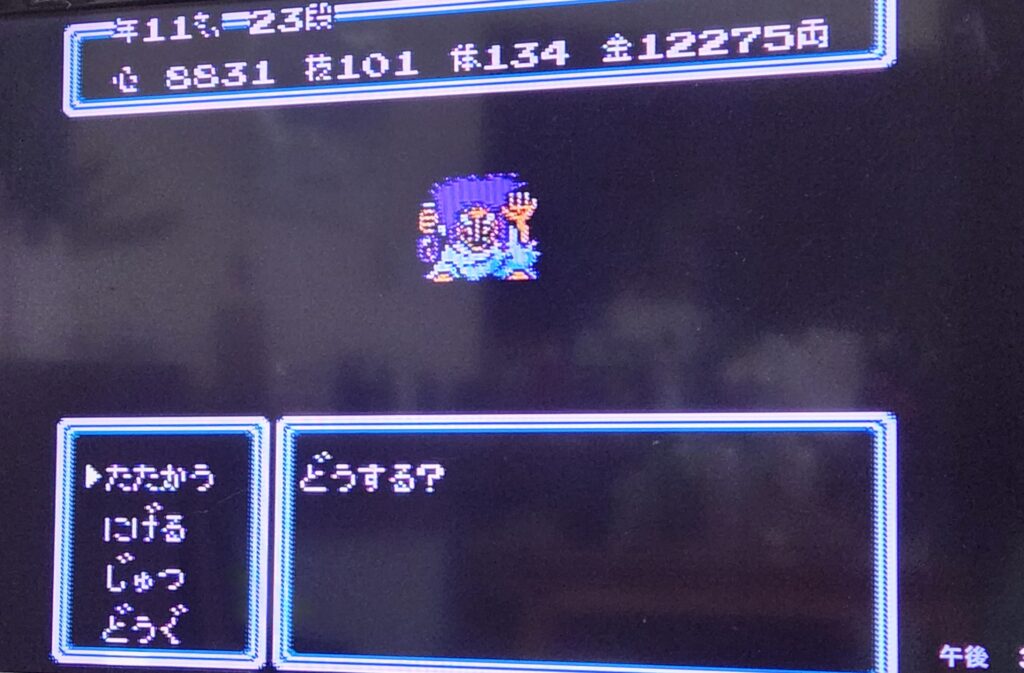 年11さい 23段
心 8831 技101 体134 金12275両
▶たたかう
にげる
じゅつ
どうぐ
どうする?
午後